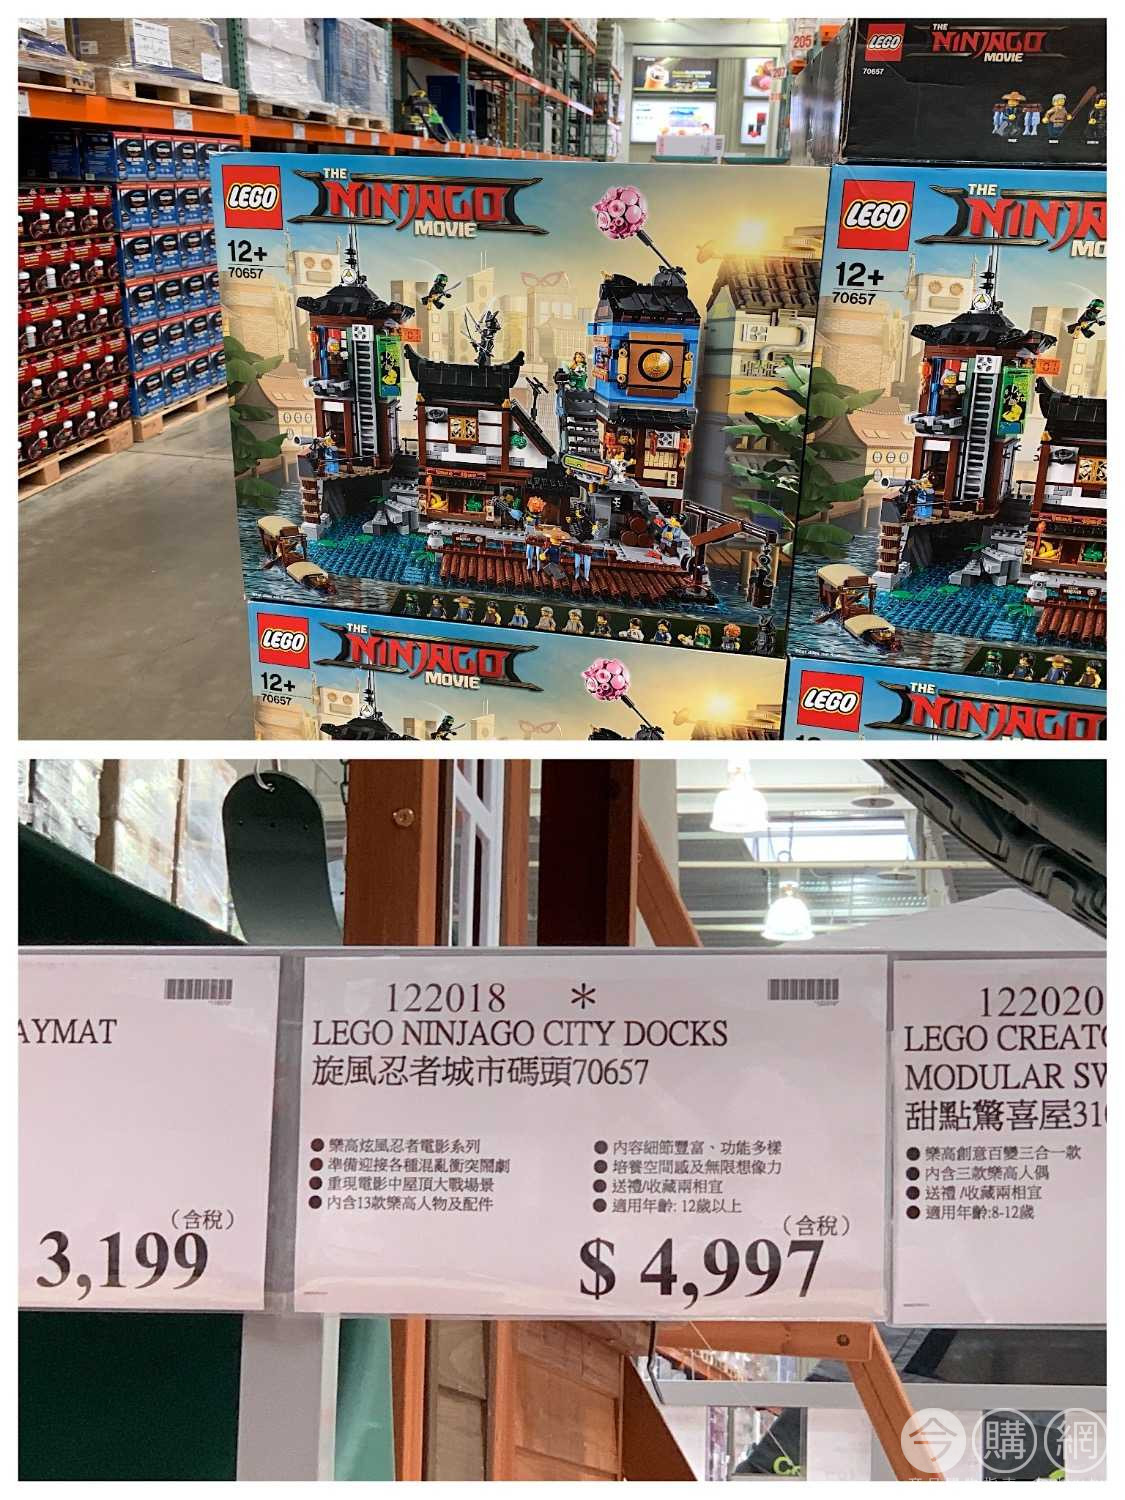 205
207
LEGO
THE
NINJAGO
MOVIE
70657
LEGO
THE
NINJAGO
MOVIE
12+
70657
LEGO
THE
NINJAGO
12+
70657
LEGO
THE
NINJAGO
MOVIE
12+
70657
LEGO
THE
NINJAGO
AYMAT
(含稅)
3,199
122018 *
LEGO NINJAGO CITY DOCKS
旋風忍者城市碼頭70657
●樂高炫風忍者電影系列
●準備迎接各種混亂衝突鬧劇
●重現電影中屋頂大戰場景
●內含13款樂高人物及配件
●內容細節豐富、功能多樣
●培養空間感及無限想像力
●送禮/收藏兩相宜
●適用年齡: 12歲以上
(含稅)
$ 4,997
122020
LEGO CREATO
MODULAR SW
甜點驚喜屋310
●樂高創意百變三合一款
●內含三款樂高人偶
●送禮 /收藏兩相宜
●適用年齡:8-12歲
今購網